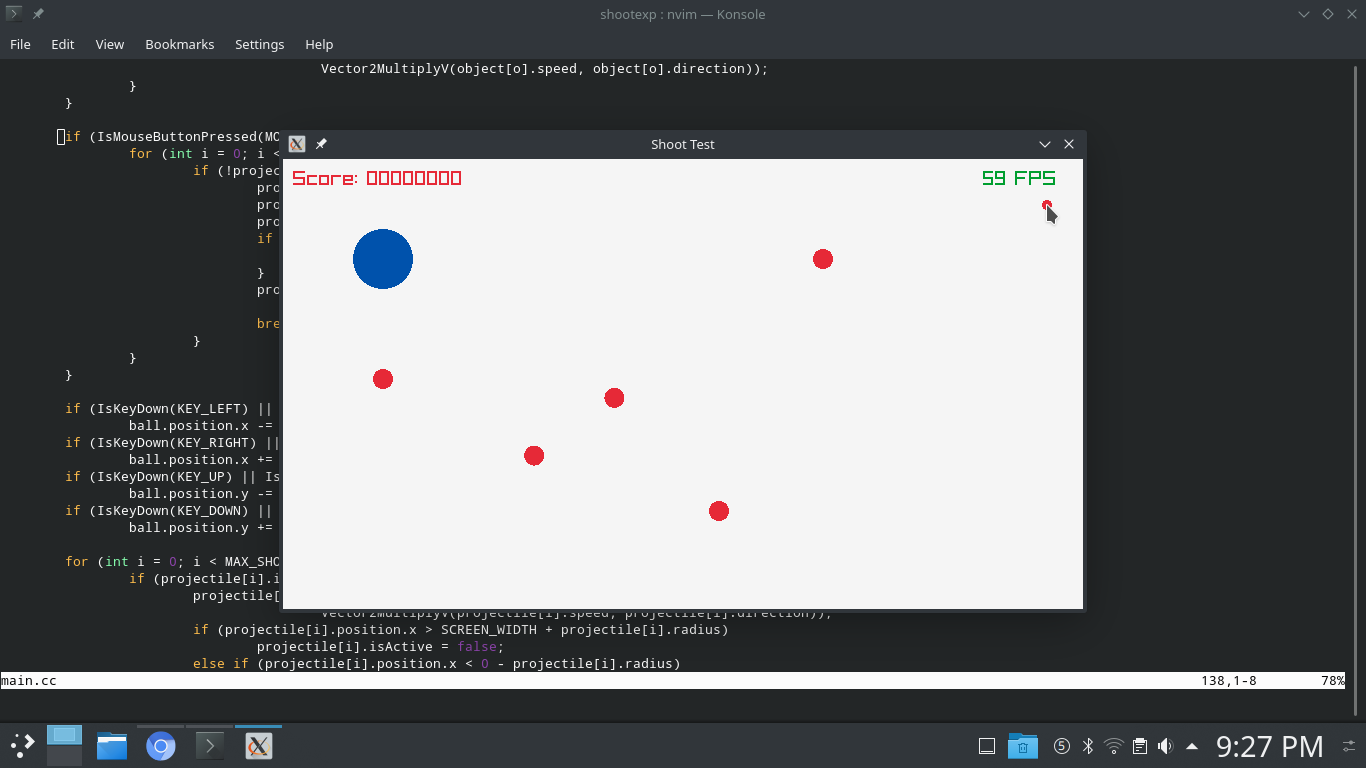 shootexp : nvim — Konsole
File Edit View Bookmarks Settings Help
Vector2MultiplyV(object[o].speed, object[o].direction));
}
}
if (IsMouseButtonPressed(MO
for (int i = 0; i <
if (!projec
pro
pro
pro
if
}
pro
bre
}
}
}
if (IsKeyDown(KEY_LEFT) ||
ball.position.x -=
if (IsKeyDown(KEY_RIGHT) ||
ball.position.x +=
if (IsKeyDown(KEY_UP) || Is
ball.position.y -=
if (IsKeyDown(KEY_DOWN) ||
ball.position.y +=
for (int i = 0; i < MAX_SHO
if (projectile[i].i
projectile[
Vector2MultiplyV(projectile[i].speed, projectile[i].direction));
if (projectile[i].position.x > SCREEN_WIDTH + projectile[i].radius)
projectile[i].isActive = false;
else if (projectile[i].position.x < 0 - projectile[i].radius)
main.cc 138,1-8 78%
Shoot Test
Score: 00000000 59 FPS
5 9:27 PM